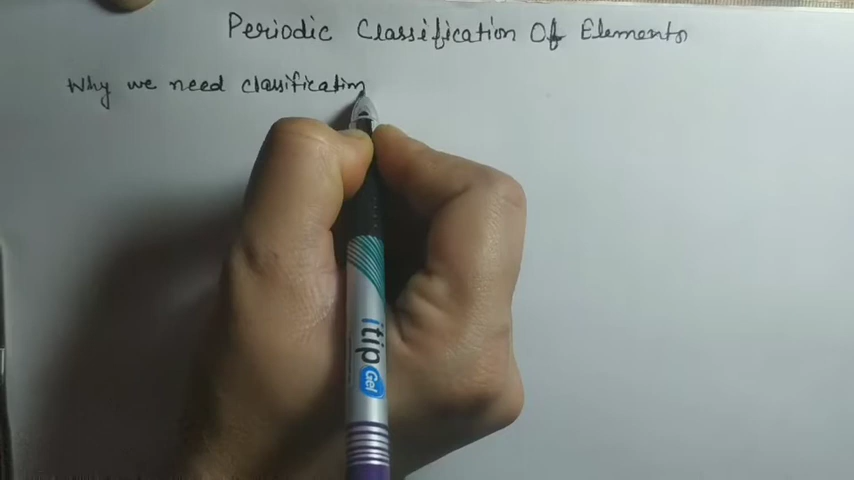 Periodic Classification Of Elements
Why we need classification
itip
Gel